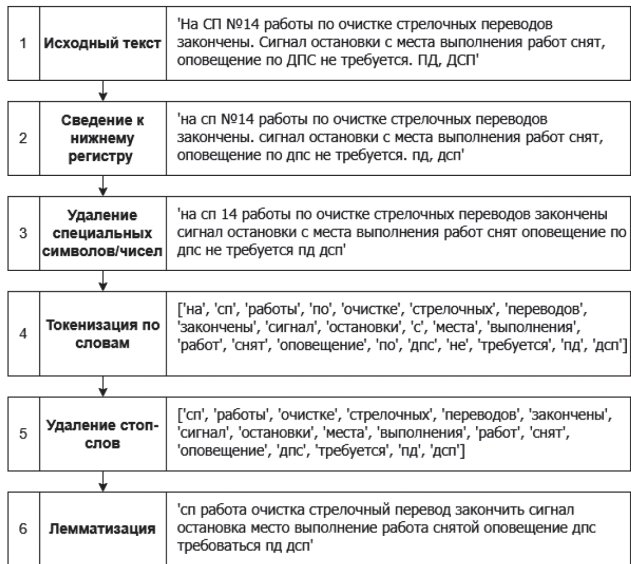 1
Исходный текст
'На СП №14 работы по очистке стрелочных переводов
закончены. Сигнал остановки с места выполнения работ снят,
оповещение по ДПС не требуется. ПД, ДСП'
2
Сведение к
нижнему
регистру
'на сп №14 работы по очистке стрелочных переводов
закончены. сигнал остановки с места выполнения работ снят,
оповещение по дпс не требуется. пд, дсп'
3
Удаление
специальных
символов/чисел
'на сп 14 работы по очистке стрелочных переводов закончены
сигнал остановки с места выполнения работ снят оповещение по
дпс не требуется пд дсп'
4
Токенизация по
словам
['на', 'сп', 'работы', 'по', 'очистке', 'стрелочных', 'переводов',
'закончены', 'сигнал', 'остановки', 'с', 'места', 'выполнения',
'работ', 'снят', 'оповещение', 'по', 'дпс', 'не', 'требуется', 'пд', 'дсп']
5
Удаление стоп-
слов
['сп', 'работы', 'очистке', 'стрелочных', 'переводов', 'закончены',
'сигнал', 'остановки', 'места', 'выполнения', 'работ', 'снят',
'оповещение', 'дпс', 'требуется', 'пд', 'дсп']
6
Лемматизация
'сп работа очистка стрелочный перевод закончить сигнал
остановка место выполнение работа снятой оповещение дпс
требоваться пд дсп'